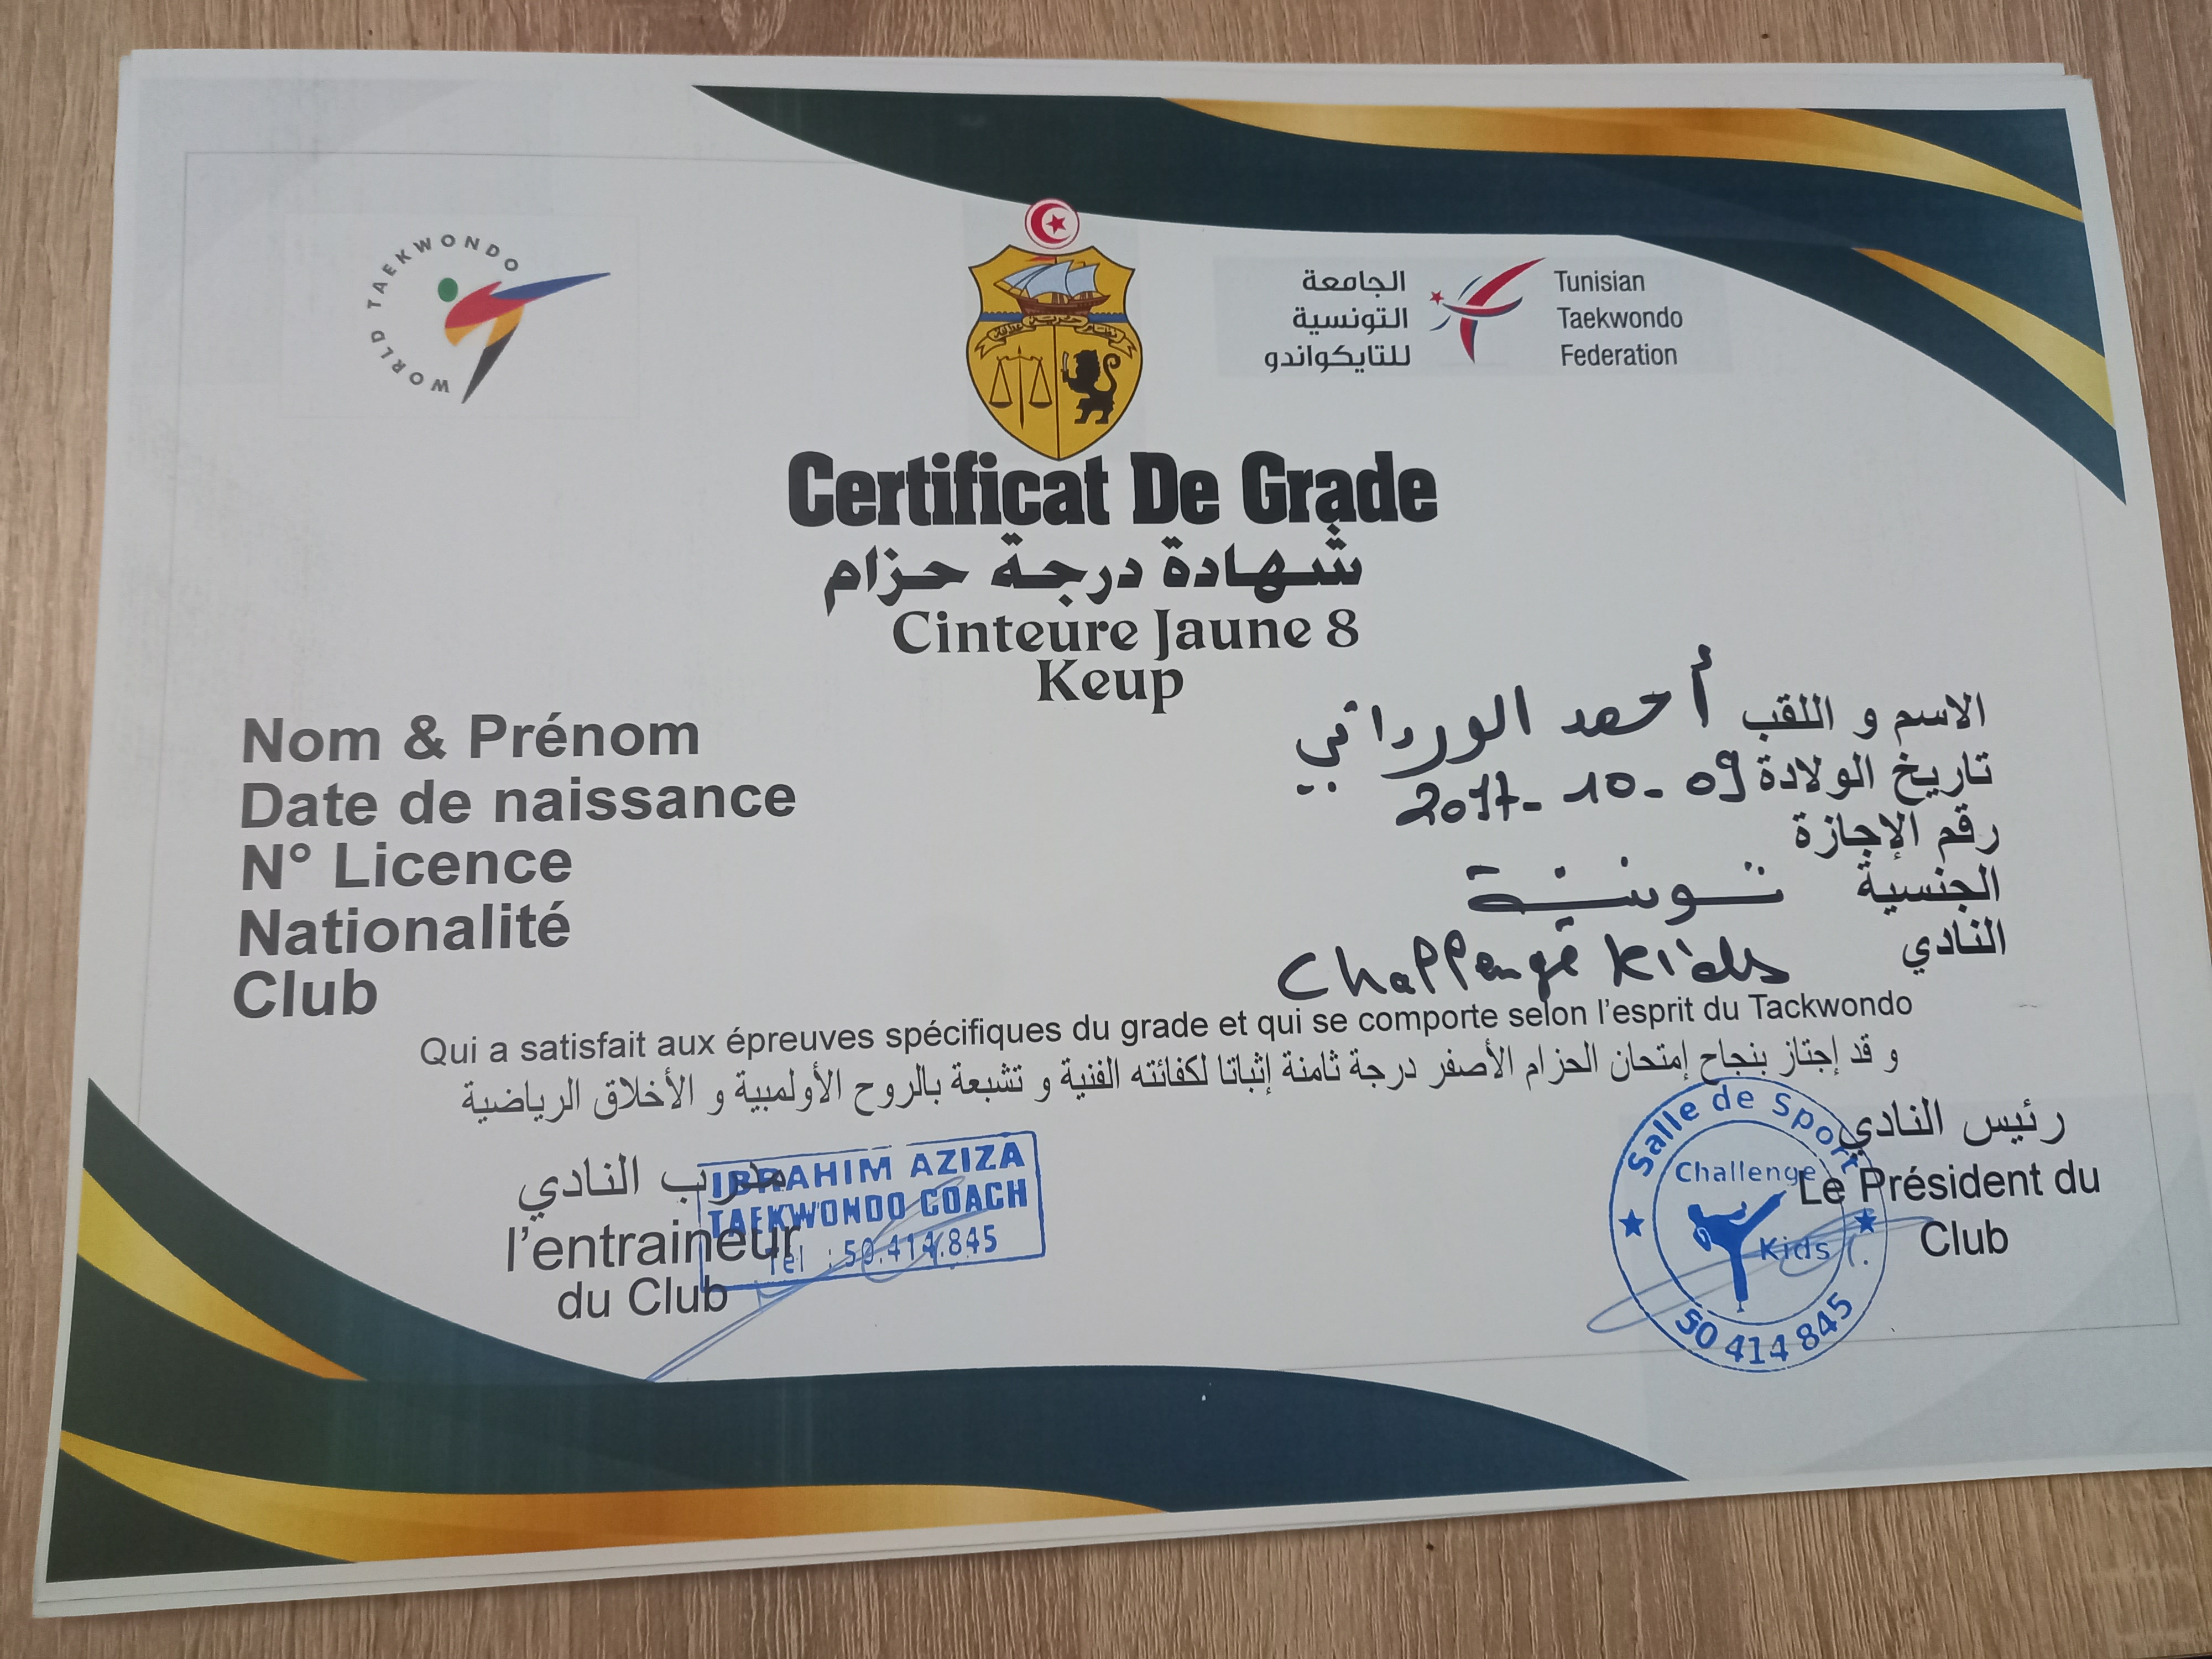 WORLD TAEKWONDO
الجامعة
التونسية
للتايكواندو
Tunisian
Taekwondo
Federation
Certificat De Grade
شهادة درجة حزام
Cinteure Jaune 8
Keup
Nom & Prénom
الاسم و اللقب أحمد الورداني
Date de naissance
تاريخ الولادة 09-10-2017
N° Licence
رقم الإجازة
Nationalité
الجنسية تونسية
Club
النادي Challenge Kids
Qui a satisfait aux épreuves spécifiques du grade et qui se comporte selon l'esprit du Tackwondo
و قد إجتاز بنجاح إمتحان الحزام الأصفر درجة ثامنة إثباتا لكفائته الفنية و تشبعة بالروح الأولمبية و الأخلاق الرياضية
مدرب النادي
l'entraineur
du Club
IBRAHIM AZIZA
TAEKWONDO COACH
Tél : 50.414.845
رئيس النادي
Le Président du
Club
Salle de Sport
Challenge
Kids
50 414 845